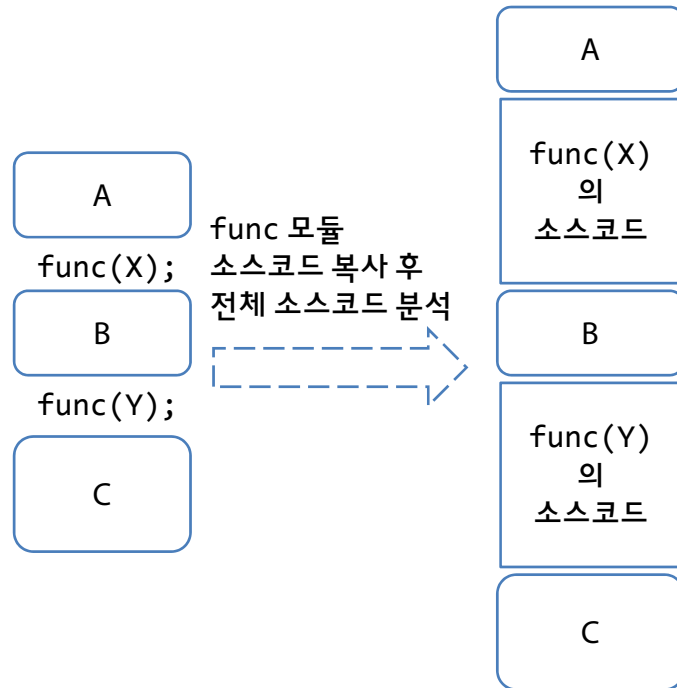 A
func(X);
B
func(Y);
C
func 모듈
소스코드 복사 후
전체 소스코드 분석
A
func(X)
의
소스코드
B
func(Y)
의
소스코드
C